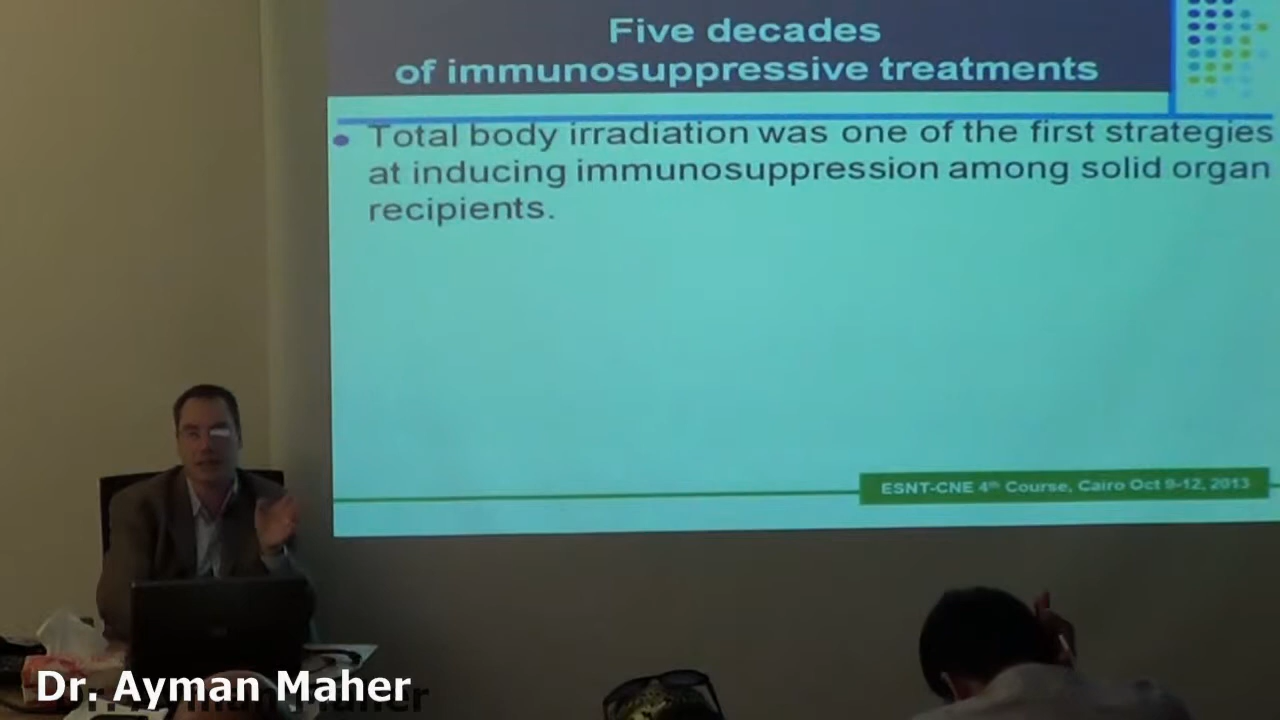 Five decades
of immunosuppressive treatments
• Total body irradiation was one of the first strategies
at inducing immunosuppression among solid organ
recipients.
ESNT-CNE 4th Course, Cairo Oct 9-12, 2013
Dr. Ayman Maher